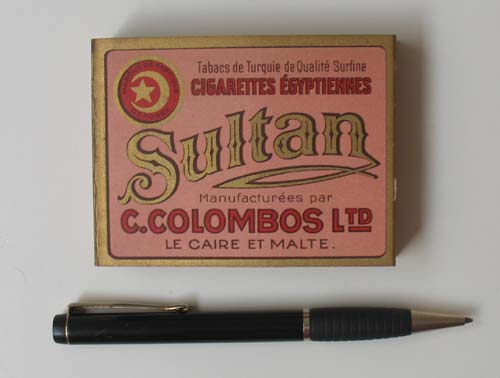 Tabacs de Turquie de Qualité Surfine
CIGARETTES ÉGYPTIENNES
Sultan
Manufacturées par
C. COLOMBOS LTD
LE CAIRE ET MALTE.